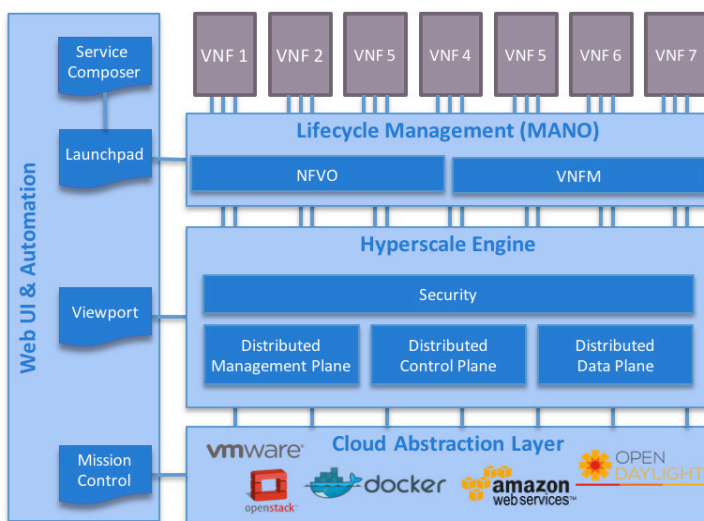 Web UI & Automation
Service
Composer
Launchpad
Viewport
Mission
Control
VNF 1
VNF 2
VNF 5
VNF 4
VNF 5
VNF 6
VNF 7
Lifecycle Management (MANO)
NFVO
VNFM
Hyperscale Engine
Security
Distributed
Management Plane
Distributed
Control Plane
Distributed
Data Plane
Cloud Abstraction Layer
vmware®
openstack™
docker
amazon
web services™
OPEN
DAYLIGHT